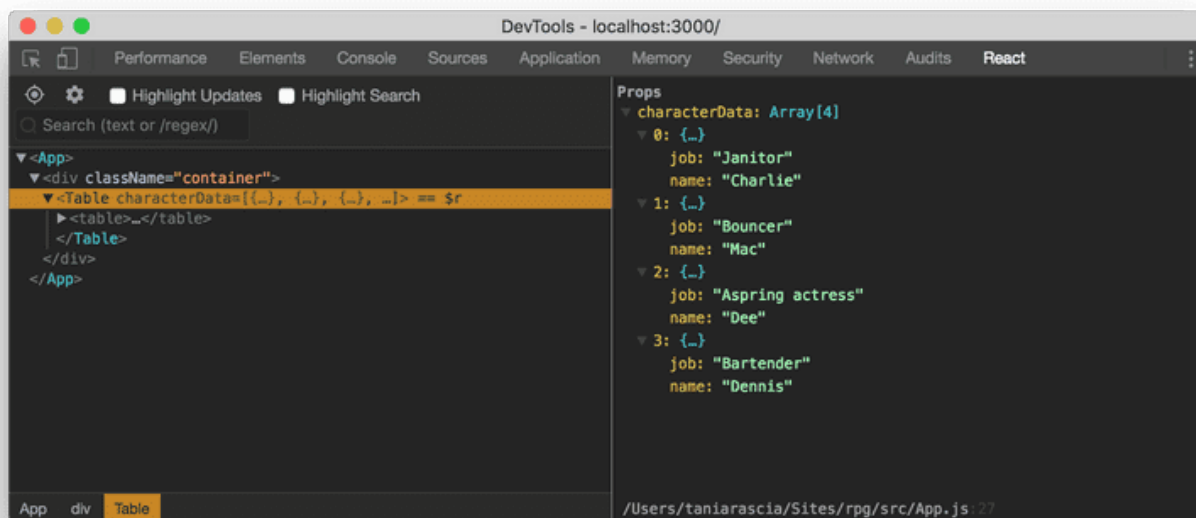 DevTools - localhost:3000/
Performance Elements Console Sources Application Memory Security Network Audits React
Highlight Updates Highlight Search
Search (text or /regex/)
▼<App>
▼<div className="container">
▼<Table characterData=[{…}, {…}, {…}, …]> == $r
▶<table>…</table>
</Table>
</div>
</App>
App div Table
Props
▼ characterData: Array[4]
▼ 0: {…}
job: "Janitor"
name: "Charlie"
▼ 1: {…}
job: "Bouncer"
name: "Mac"
▼ 2: {…}
job: "Aspring actress"
name: "Dee"
▼ 3: {…}
job: "Bartender"
name: "Dennis"
/Users/taniarascia/Sites/rpg/src/App.js:27